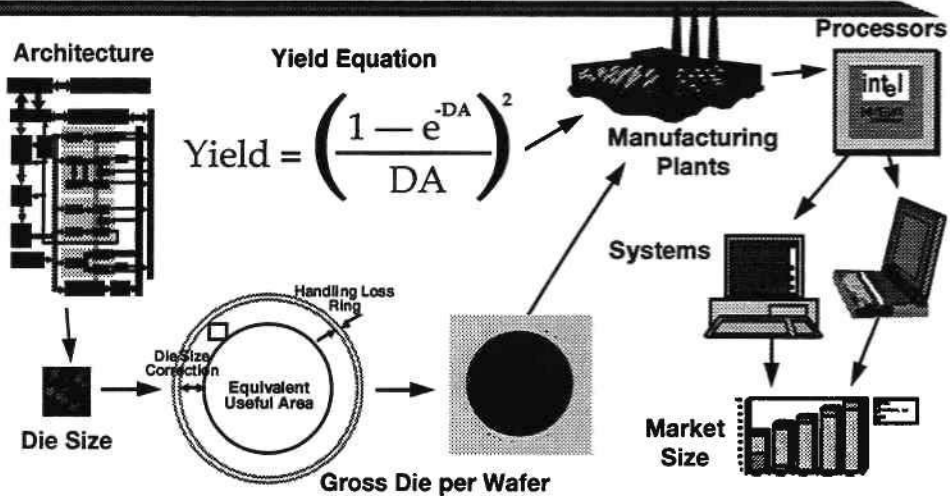 Processors
Architecture
Yield Equation
intel
Yield = ( (1 — e^-DA) / DA )^2
Manufacturing
Plants
Systems
Handling Loss
Ring
Die Size
Correction
Equivalent
Useful Area
Die Size
Market
Size
Gross Die per Wafer